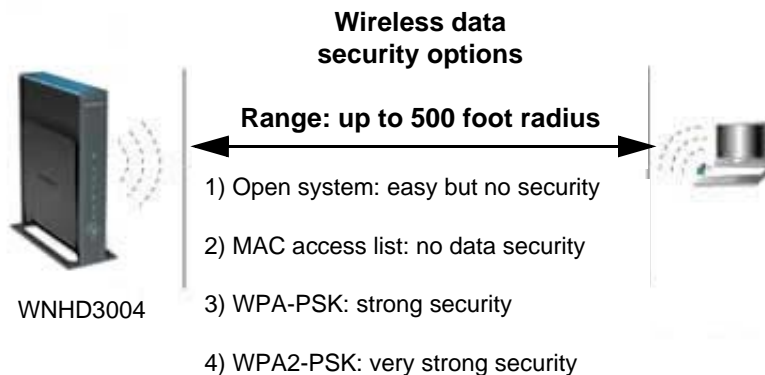 Wireless data
security options
Range: up to 500 foot radius
1) Open system: easy but no security
2) MAC access list: no data security
3) WPA-PSK: strong security
4) WPA2-PSK: very strong security
WNHD3004